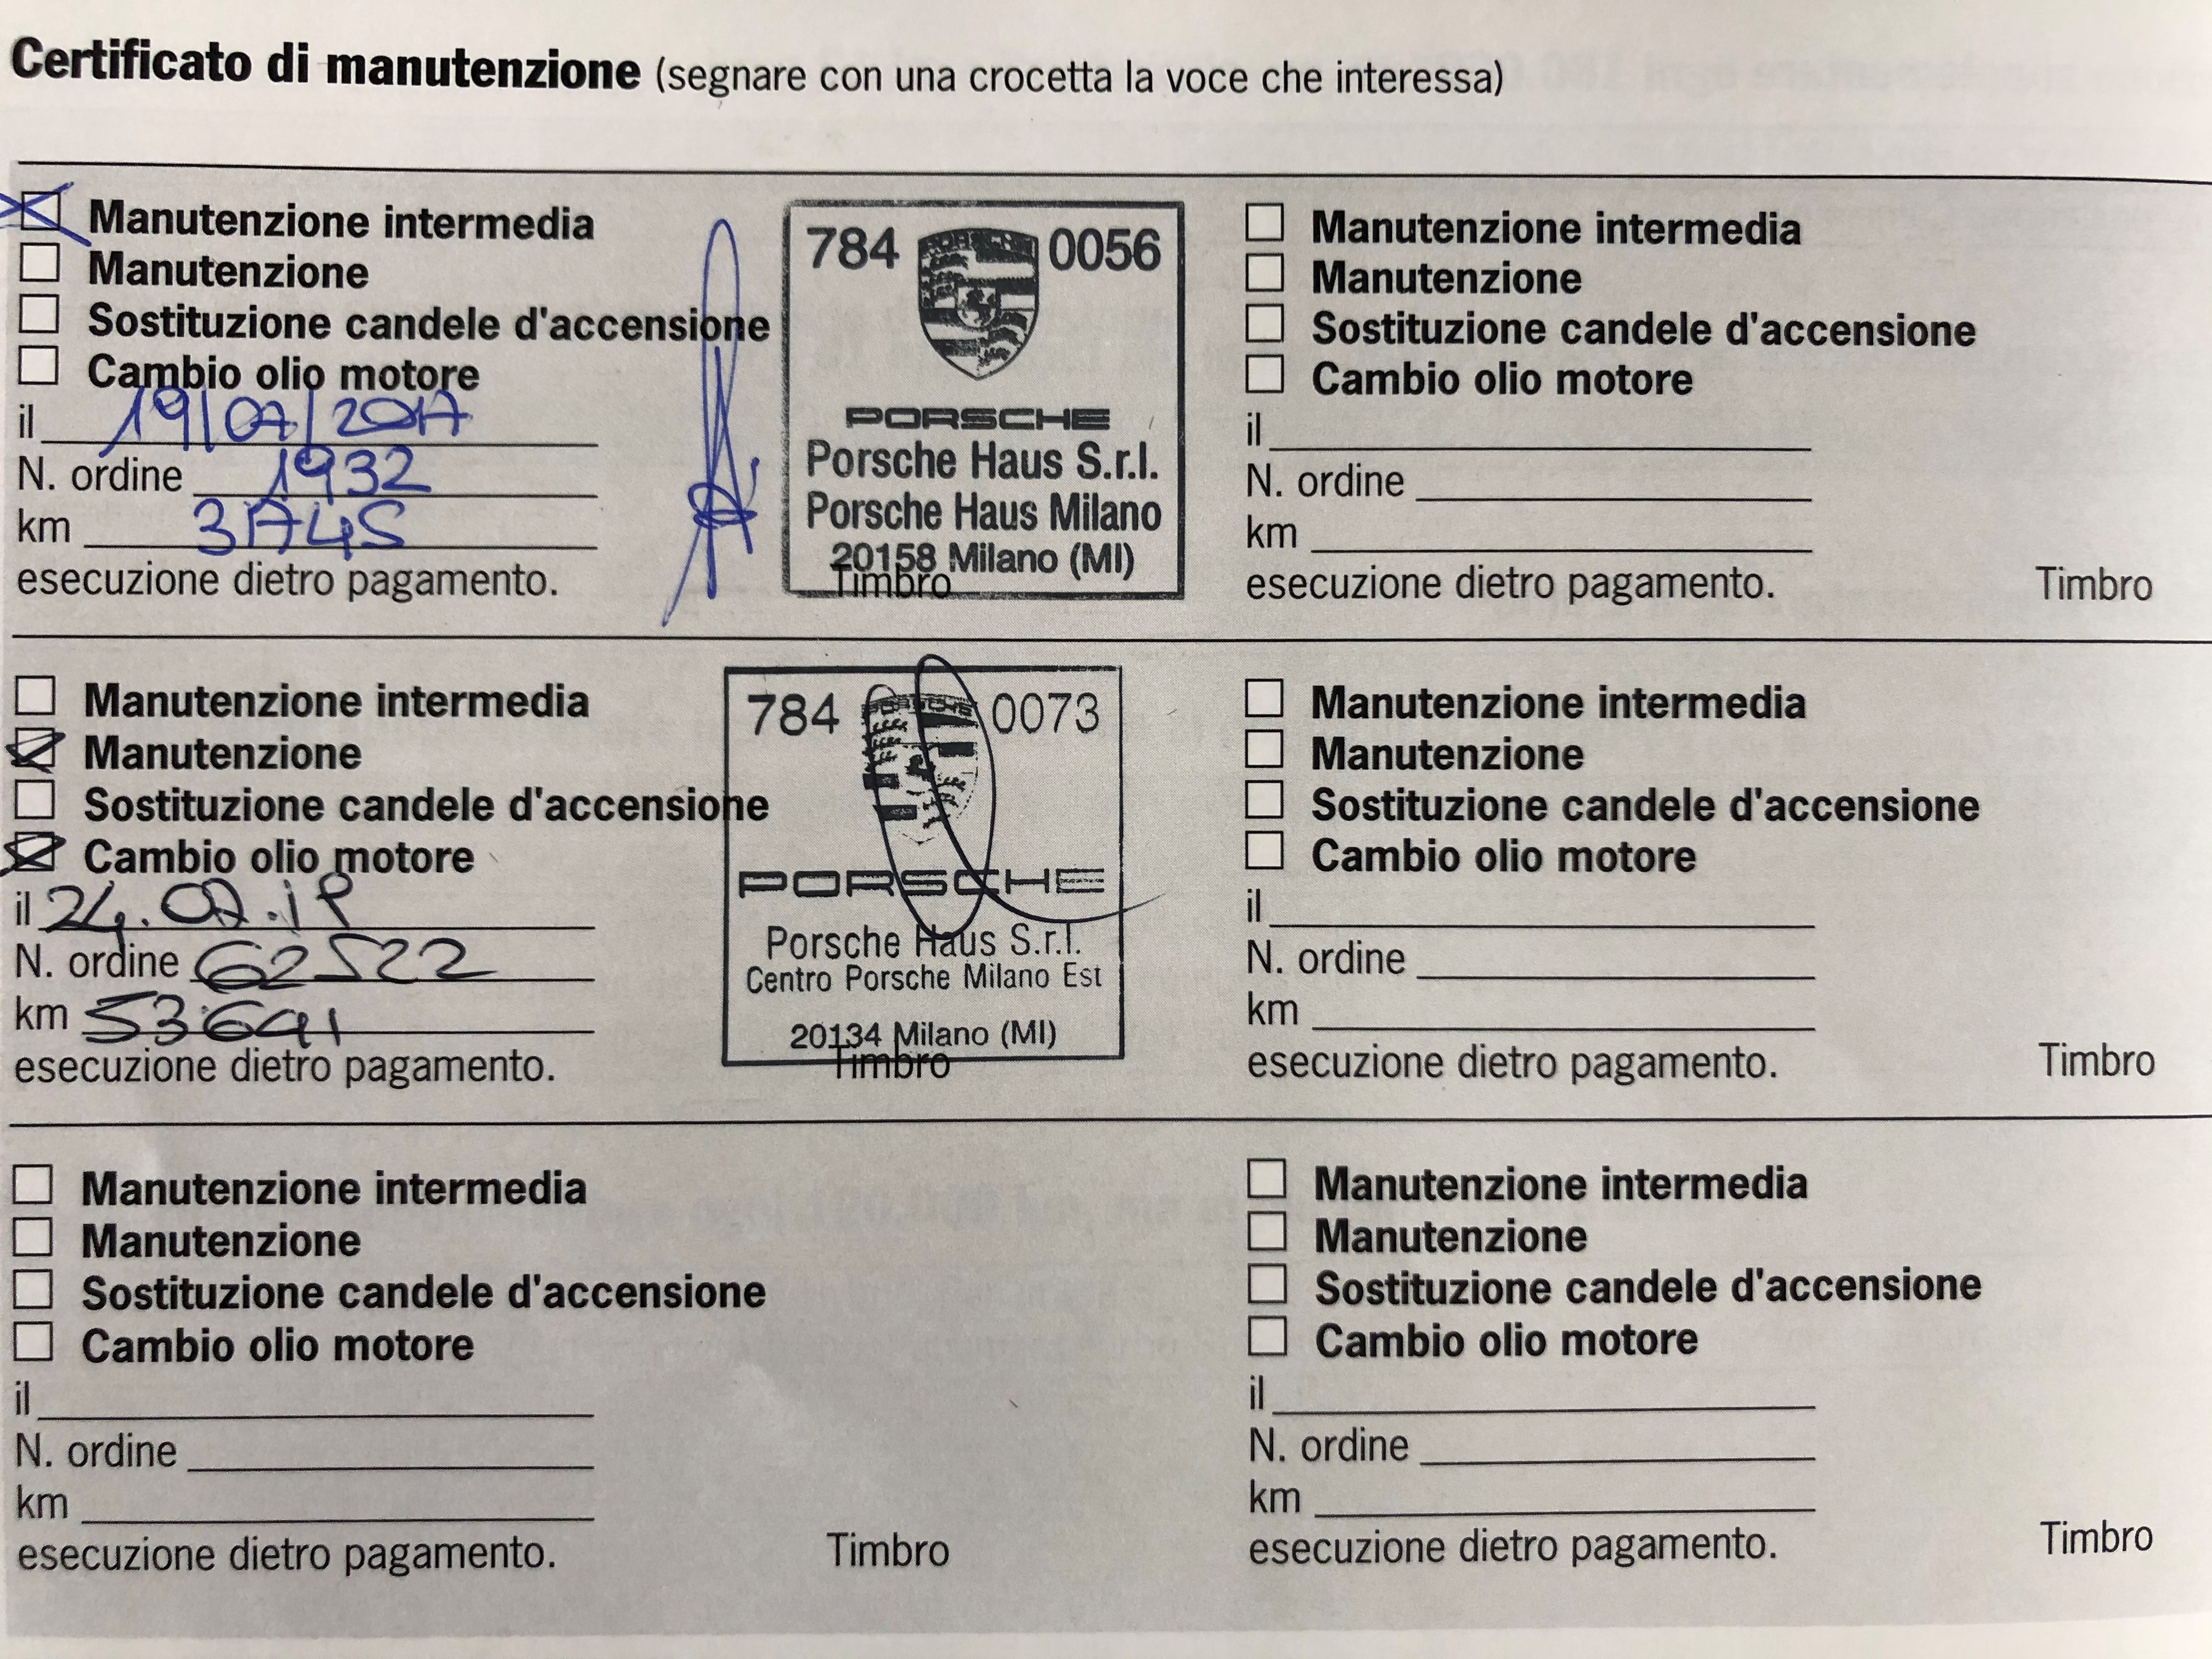 Certificato di manutenzione (segnare con una crocetta la voce che interessa)
Manutenzione intermedia
Manutenzione
Sostituzione candele d'accensione
Cambio olio motore
il 19/07/2017
N. ordine 1932
km 31745
esecuzione dietro pagamento.
784 0056
PORSCHE
PORSCHE
Porsche Haus S.r.l.
Porsche Haus Milano
20158 Milano (MI)
Timbro
Manutenzione intermedia
Manutenzione
Sostituzione candele d'accensione
Cambio olio motore
il
N. ordine
km
esecuzione dietro pagamento.
Timbro
Manutenzione intermedia
Manutenzione
Sostituzione candele d'accensione
Cambio olio motore
il 24.07.18
N. ordine 62522
km
esecuzione dietro pagamento.
784 0073
PORSCHE
PORSCHE
Porsche Haus S.r.l.
Centro Porsche Milano Est
20134 Milano (MI)
Timbro
Manutenzione intermedia
Manutenzione
Sostituzione candele d'accensione
Cambio olio motore
il
N. ordine
km
esecuzione dietro pagamento.
Timbro
Manutenzione intermedia
Manutenzione
Sostituzione candele d'accensione
Cambio olio motore
il
N. ordine
km
esecuzione dietro pagamento.
Timbro
Manutenzione intermedia
Manutenzione
Sostituzione candele d'accensione
Cambio olio motore
il
N. ordine
km
esecuzione dietro pagamento.
Timbro